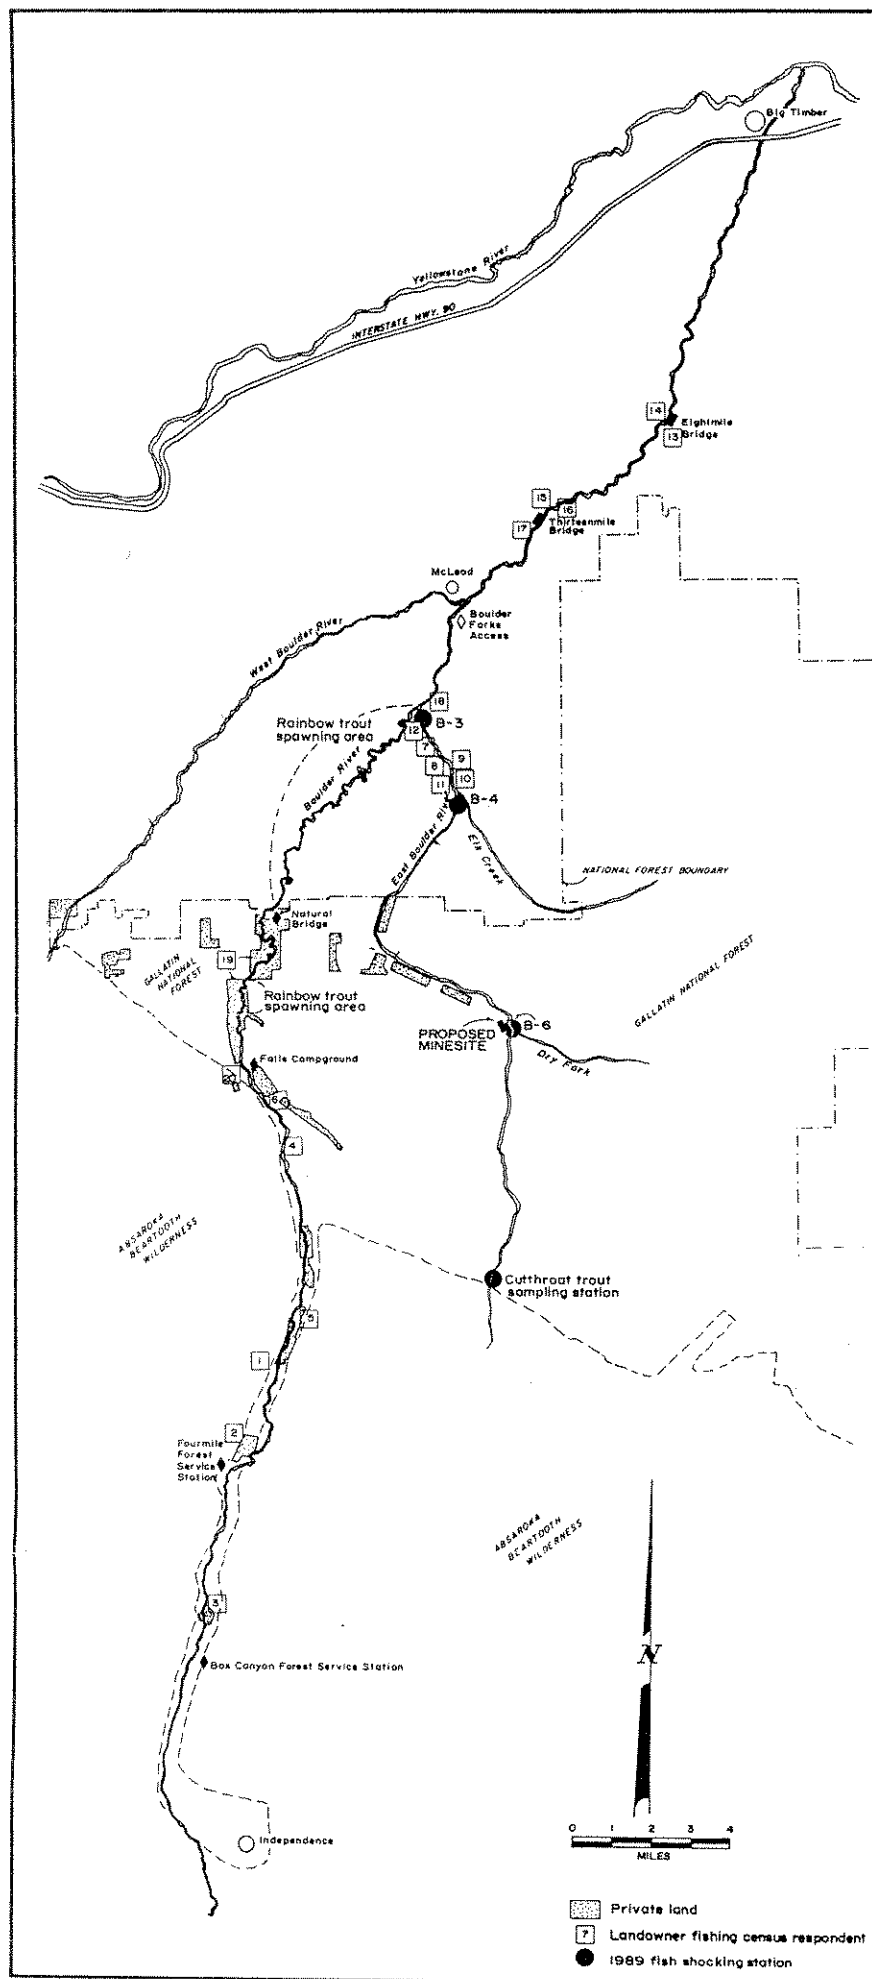 Big Timber
Yellowstone River
INTERSTATE HWY. 90
14
Eightmile
Bridge
13
15
16
17
Thirteenmile
Bridge
McLeod
Boulder
Forks
Access
West Boulder River
18
Rainbow trout
spawning area
B-3
12
7
9
8
10
11
B-4
Boulder River
East Boulder River
Elk Creek
NATIONAL FOREST BOUNDARY
Natural
Bridge
19
GALLATIN
NATIONAL
FOREST
GALLATIN NATIONAL FOREST
Rainbow trout
spawning area
B-6
PROPOSED
MINESITE
Dry Fork
Falls Campground
6
4
ABSAROKA
BEARTOOTH
WILDERNESS
Cutthroat trout
sampling station
5
1
2
Fourmile
Forest
Service
Station
ABSAROKA
BEARTOOTH
WILDERNESS
3
N
Box Canyon Forest Service Station
Independence
0 1 2 3 4
MILES
Private land
7 Landowner fishing census respondent
1989 fish shocking station